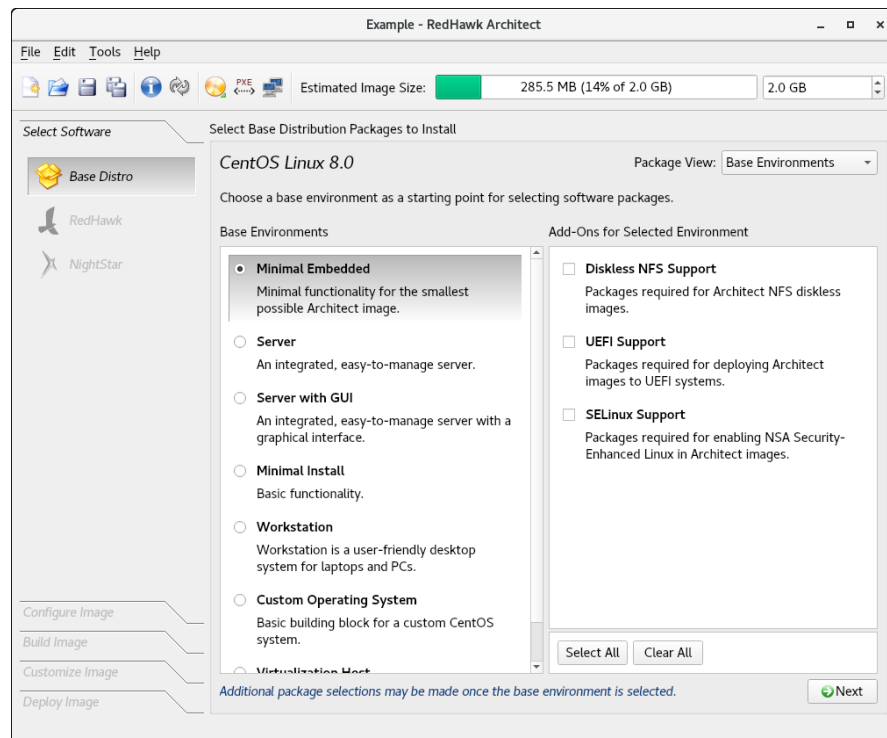 Example - RedHawk Architect
File Edit Tools Help
PXE
Estimated Image Size:
285.5 MB (14% of 2.0 GB)
2.0 GB
Select Software
Base Distro
RedHawk
NightStar
Configure Image
Build Image
Customize Image
Deploy Image
Select Base Distribution Packages to Install
CentOS Linux 8.0
Package View: Base Environments
Choose a base environment as a starting point for selecting software packages.
Base Environments
Minimal Embedded
Minimal functionality for the smallest
possible Architect image.
Server
An integrated, easy-to-manage server.
Server with GUI
An integrated, easy-to-manage server with a
graphical interface.
Minimal Install
Basic functionality.
Workstation
Workstation is a user-friendly desktop
system for laptops and PCs.
Custom Operating System
Basic building block for a custom CentOS
system.
Virtualization Host
Add-Ons for Selected Environment
Diskless NFS Support
Packages required for Architect NFS diskless
images.
UEFI Support
Packages required for deploying Architect
images to UEFI systems.
SELinux Support
Packages required for enabling NSA Security-
Enhanced Linux in Architect images.
Select All
Clear All
Additional package selections may be made once the base environment is selected.
Next